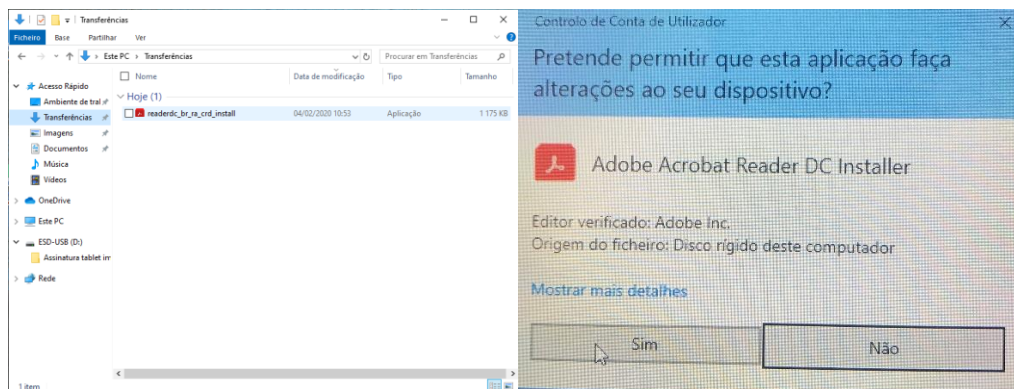 Transferências
Ficheiro Base Partilhar Ver
Este PC > Transferências
Procurar em Transferências
Nome Data de modificação Tipo Tamanho
Acesso Rápido
Ambiente de tral
Transferências
Imagens
Documentos
Música
Vídeos
OneDrive
Este PC
ESD-USB (D:)
Assinatura tablet irr
Rede
Hoje (1)
readerdc_br_ra_crd_install 04/02/2020 10:53 Aplicação 1 175 KB
1 item
Controlo de Conta de Utilizador
Pretende permitir que esta aplicação faça
alterações ao seu dispositivo?
Adobe Acrobat Reader DC Installer
Editor verificado: Adobe Inc.
Origem do ficheiro: Disco rígido deste computador
Mostrar mais detalhes
Sim Não